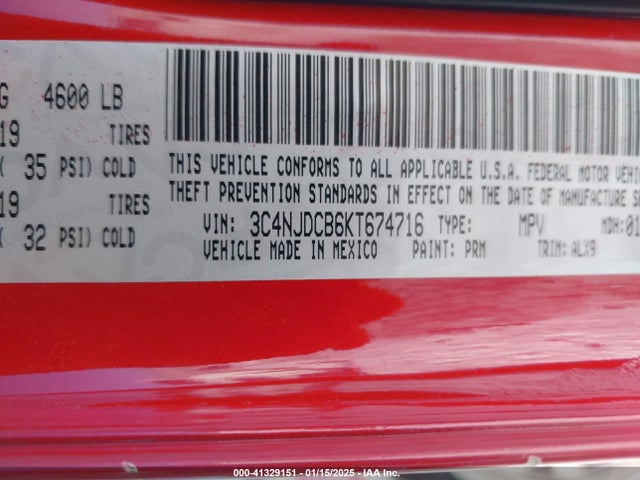 G 4600 LB
19 TIRES
( 35 PSI) COLD
19 TIRES
( 32 PSI) COLD
THIS VEHICLE CONFORMS TO ALL APPLICABLE U.S.A. FEDERAL MOTOR VEHI
THEFT PREVENTION STANDARDS IN EFFECT ON THE DATE OF MANUFACTURE S
VIN: 3C4NJDCB6KT674716 TYPE: MPV MDH:01
VEHICLE MADE IN MEXICO PAINT: PRM TRIM: ALX9
000-41329151 — 01/15/2025 — IAA Inc.